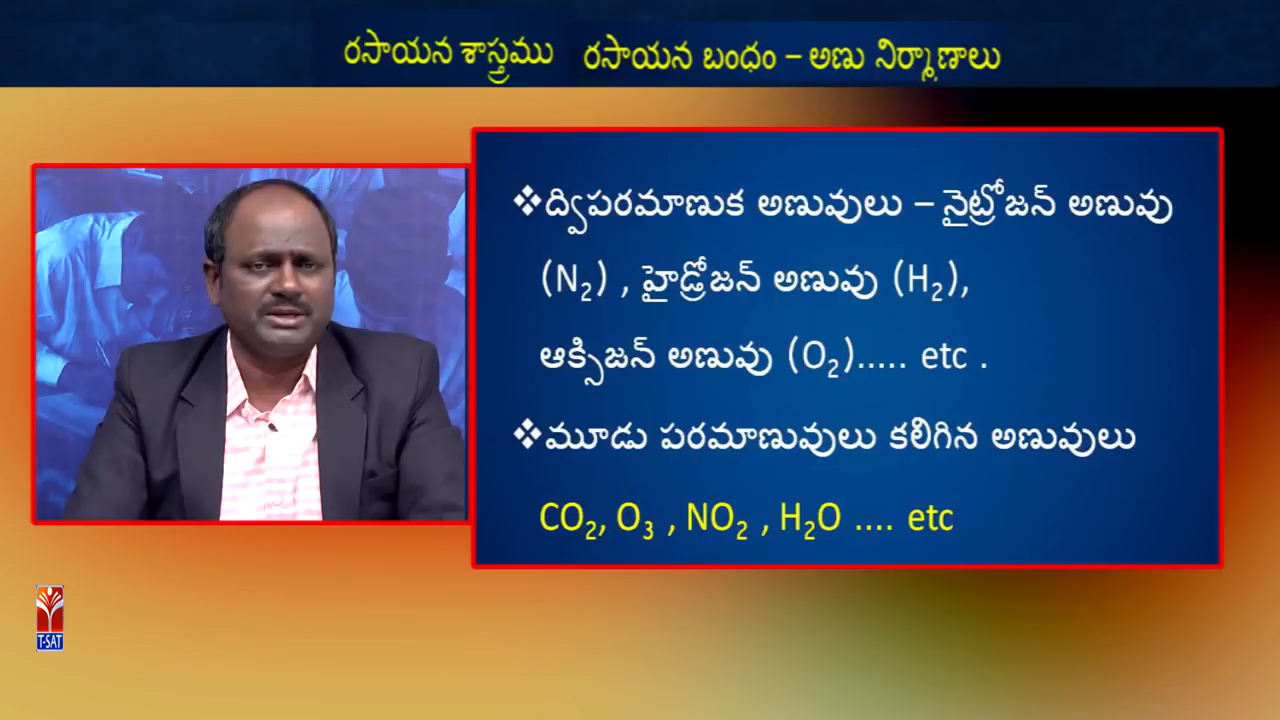 రసాయన శాస్త్రము రసాయన బంధం – అణు నిర్మాణాలు
❖ద్విపరమాణుక అణువులు – నైట్రోజన్ అణువు
(N₂) , హైడ్రోజన్ అణువు (H₂),
ఆక్సిజన్ అణువు (O₂)..... etc .
❖మూడు పరమాణువులు కలిగిన అణువులు
CO₂, O₃ , NO₂ , H₂O .... etc
T-SAT